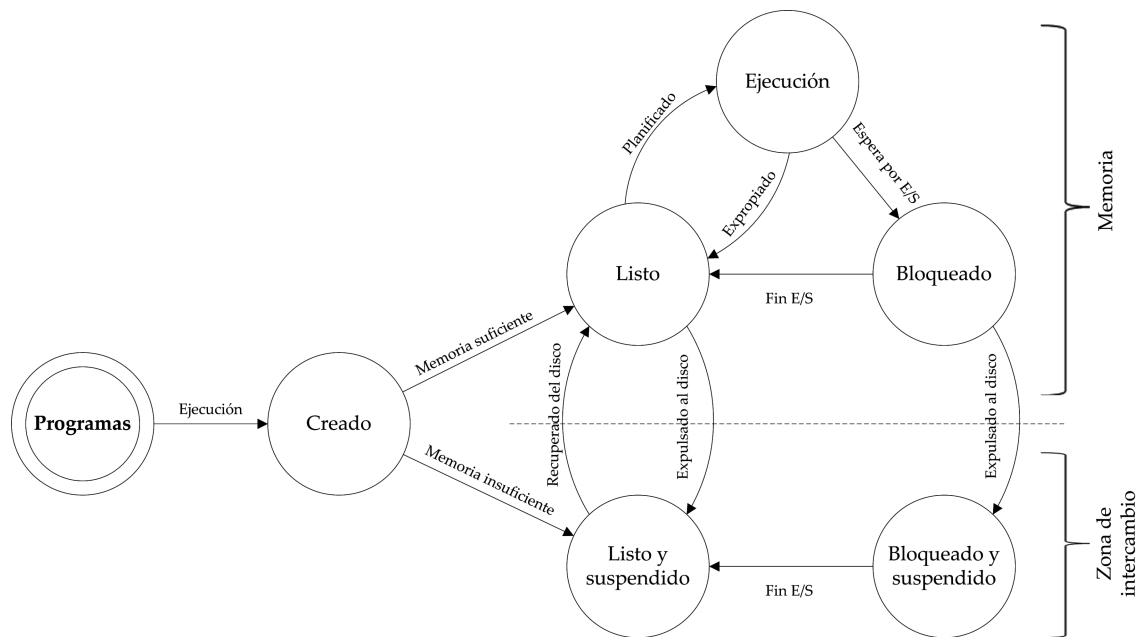 Ejecución
Planificado
Espera por E/S
Expropiado
Memoria
Listo
Bloqueado
Fin E/S
Memoria suficiente
Recuperado del disco
Expulsado al disco
Expulsado al disco
Programas
Ejecución
Creado
Memoria insuficiente
Listo y
suspendido
Bloqueado y
suspendido
Fin E/S
Zona de
intercambio